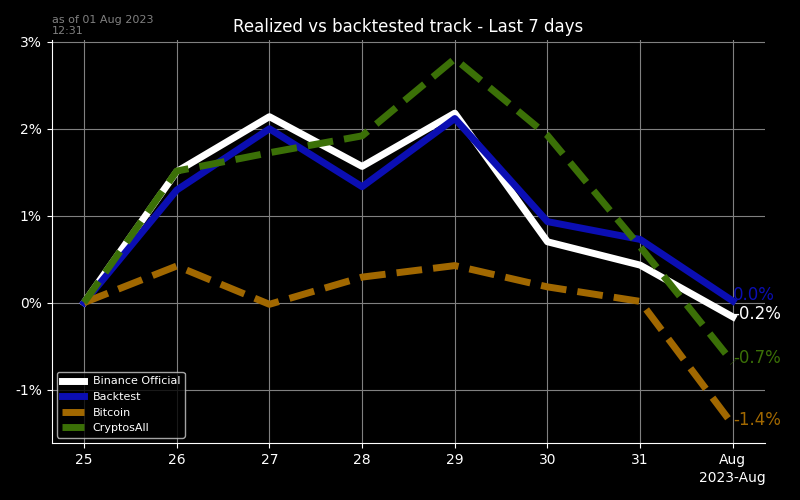 as of 01 Aug 2023
12:31
Realized vs backtested track - Last 7 days
3%
2%
1%
0%
-1%
0.0%
-0.2%
-0.7%
-1.4%
Binance Official
Backtest
Bitcoin
CryptosAll
25 26 27 28 29 30 31 Aug
2023-Aug